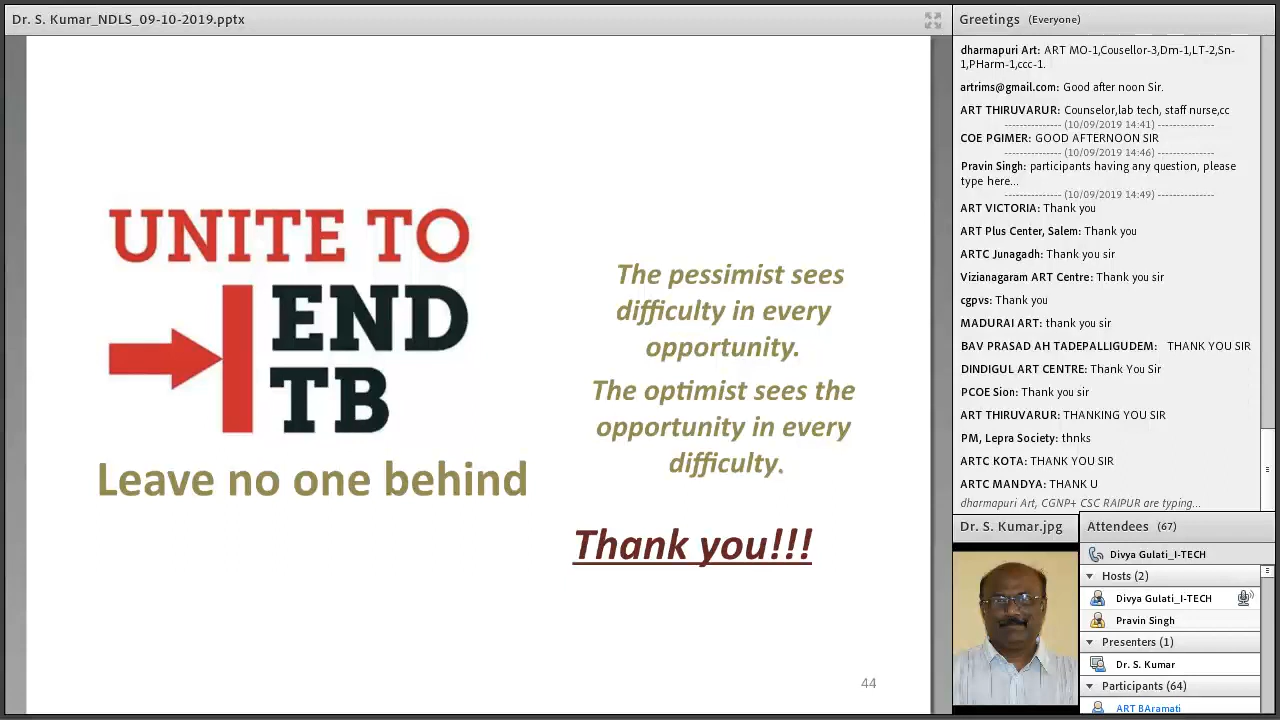 Dr. S. Kumar_NDLS_09-10-2019.pptx
UNITE TO
END
TB
Leave no one behind
The pessimist sees
difficulty in every
opportunity.
The optimist sees the
opportunity in every
difficulty.
Thank you!!!
44
Greetings (Everyone)
dharmapuri Art: ART MO-1,Cousellor-3,Dm-1,LT-2,Sn-
1,PHarm-1,ccc-1.
artrims@gmail.com: Good after noon Sir.
ART THIRUVARUR: Counselor,lab tech, staff nurse,cc
--------------- (10/09/2019 14:41) ---------------
COE PGIMER: GOOD AFTERNOON SIR
--------------- (10/09/2019 14:46) ---------------
Pravin Singh: participants having any question, please
type here...
--------------- (10/09/2019 14:49) ---------------
ART VICTORIA: Thank you
ART Plus Center, Salem: Thank you
ARTC Junagadh: Thank you sir
Vizianagaram ART Centre: Thank you sir
cgpvs: Thank you
MADURAI ART: thank you sir
BAV PRASAD AH TADEPALLIGUDEM: THANK YOU SIR
DINDIGUL ART CENTRE: Thank You Sir
PCOE Sion: Thank you sir
ART THIRUVARUR: THANKING YOU SIR
PM, Lepra Society: thnks
ARTC KOTA: THANK YOU SIR
ARTC MANDYA: THANK U
dharmapuri Art, CGNP+ CSC RAIPUR are typing...
Dr. S. Kumar.jpg
Attendees (67)
Divya Gulati_I-TECH
Hosts (2)
Divya Gulati_I-TECH
Pravin Singh
Presenters (1)
Dr. S. Kumar
Participants (64)
ART BAramati